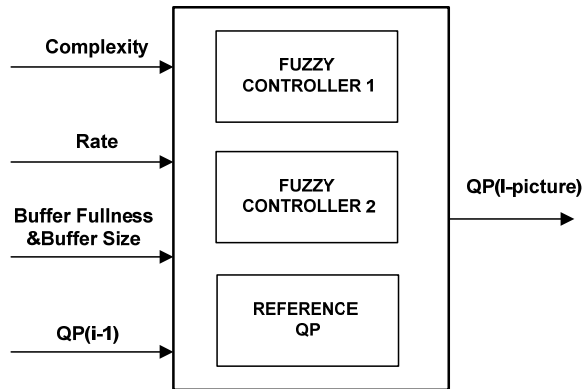 Complexity
Rate
Buffer Fullness
&Buffer Size
QP(i-1)
FUZZY
CONTROLLER 1
FUZZY
CONTROLLER 2
REFERENCE
QP
QP(I-picture)